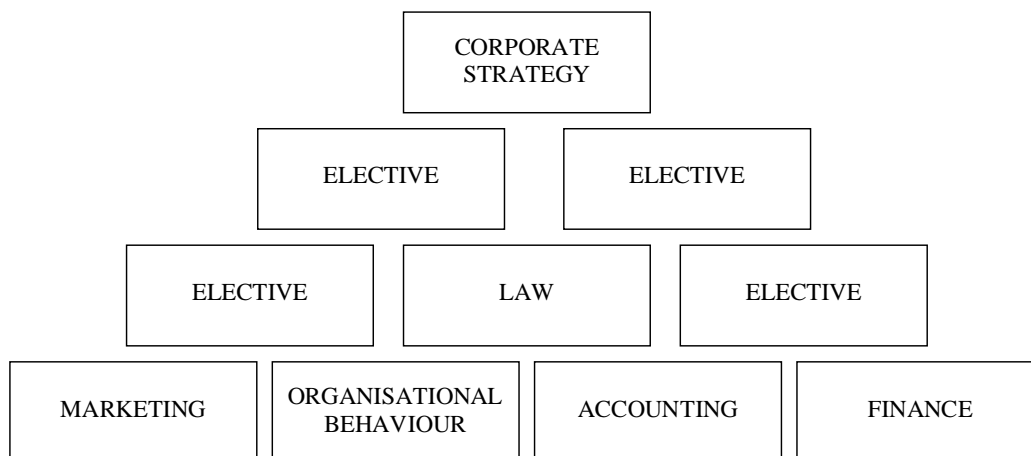 CORPORATE
STRATEGY
ELECTIVE
ELECTIVE
ELECTIVE
LAW
ELECTIVE
MARKETING
ORGANISATIONAL
BEHAVIOUR
ACCOUNTING
FINANCE